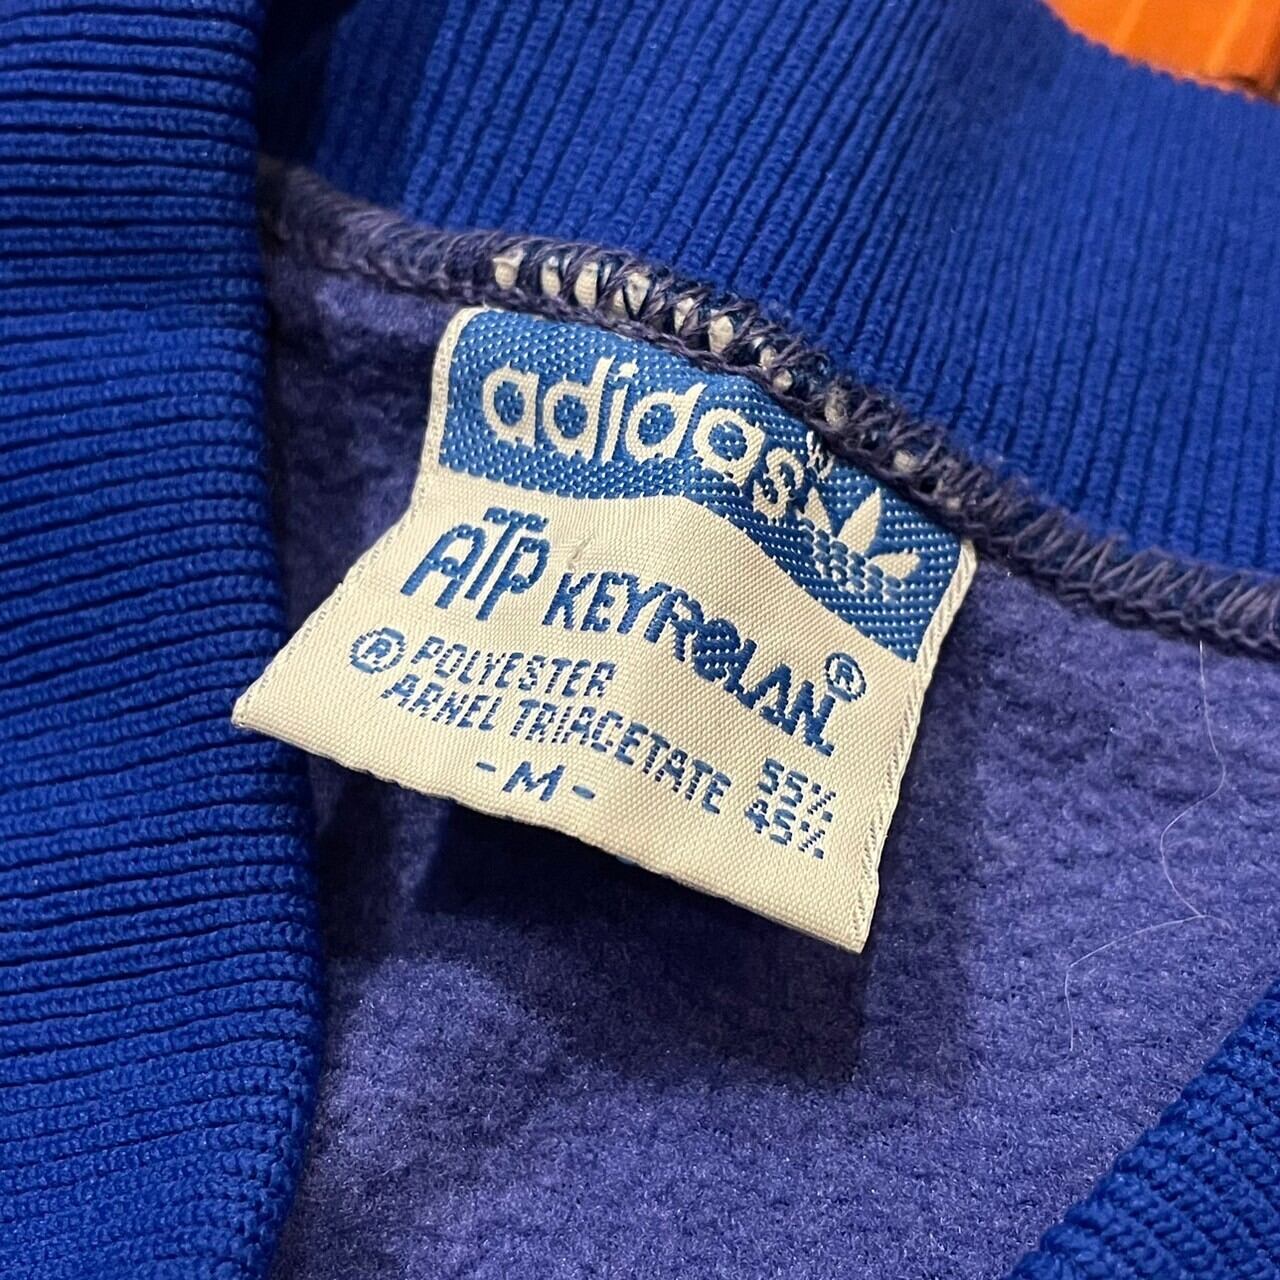 adidas
ATP KEYROLAN®
POLYESTER 55%
® ARNEL TRIACETATE 45%
- M -